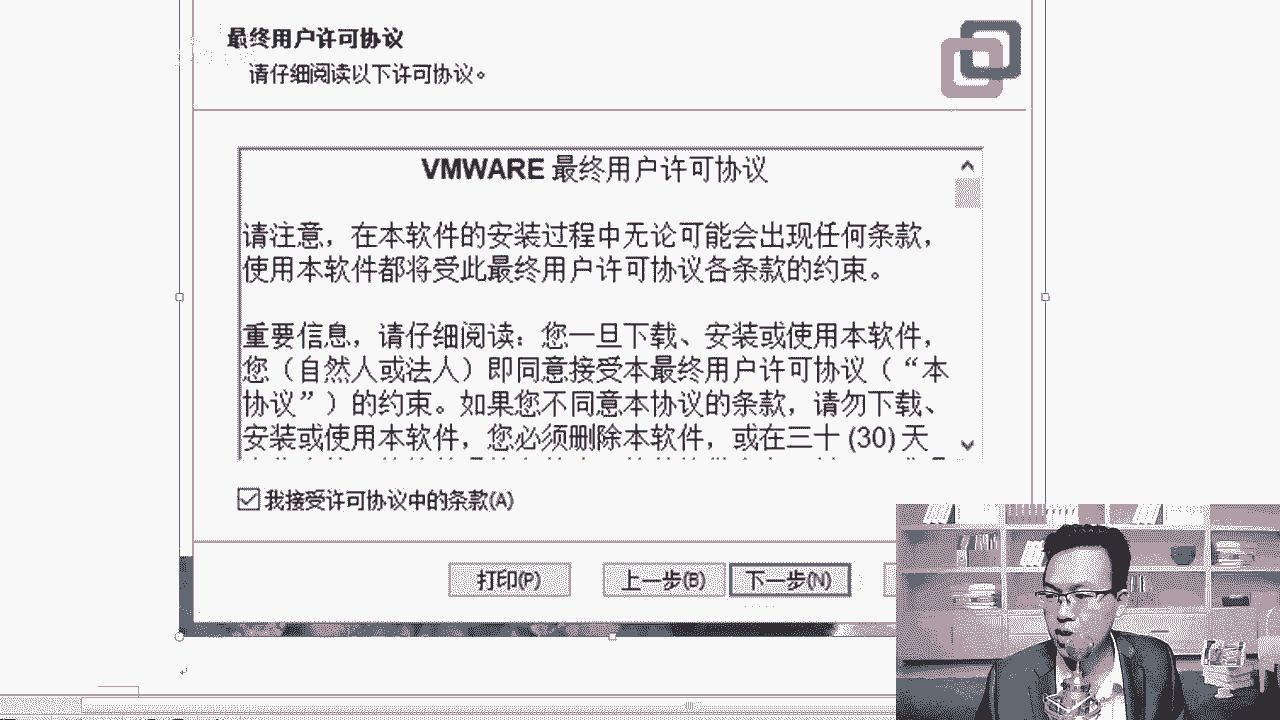 最终用户许可协议
请仔细阅读以下许可协议。
VMWARE 最终用户许可协议
请注意，在本软件的安装过程中无论可能会出现任何条款，
使用本软件都将受此最终用户许可协议各条款的约束。
重要信息，请仔细阅读：您一旦下载、安装或使用本软件，
您（自然人或法人）即同意接受本最终用户许可协议（“本
协议”）的约束。如果您不同意本协议的条款，请勿下载、
安装或使用本软件，您必须删除本软件，或在三十 (30) 天
我接受许可协议中的条款(A)
打印(P)
上一步(B)
下一步(N)